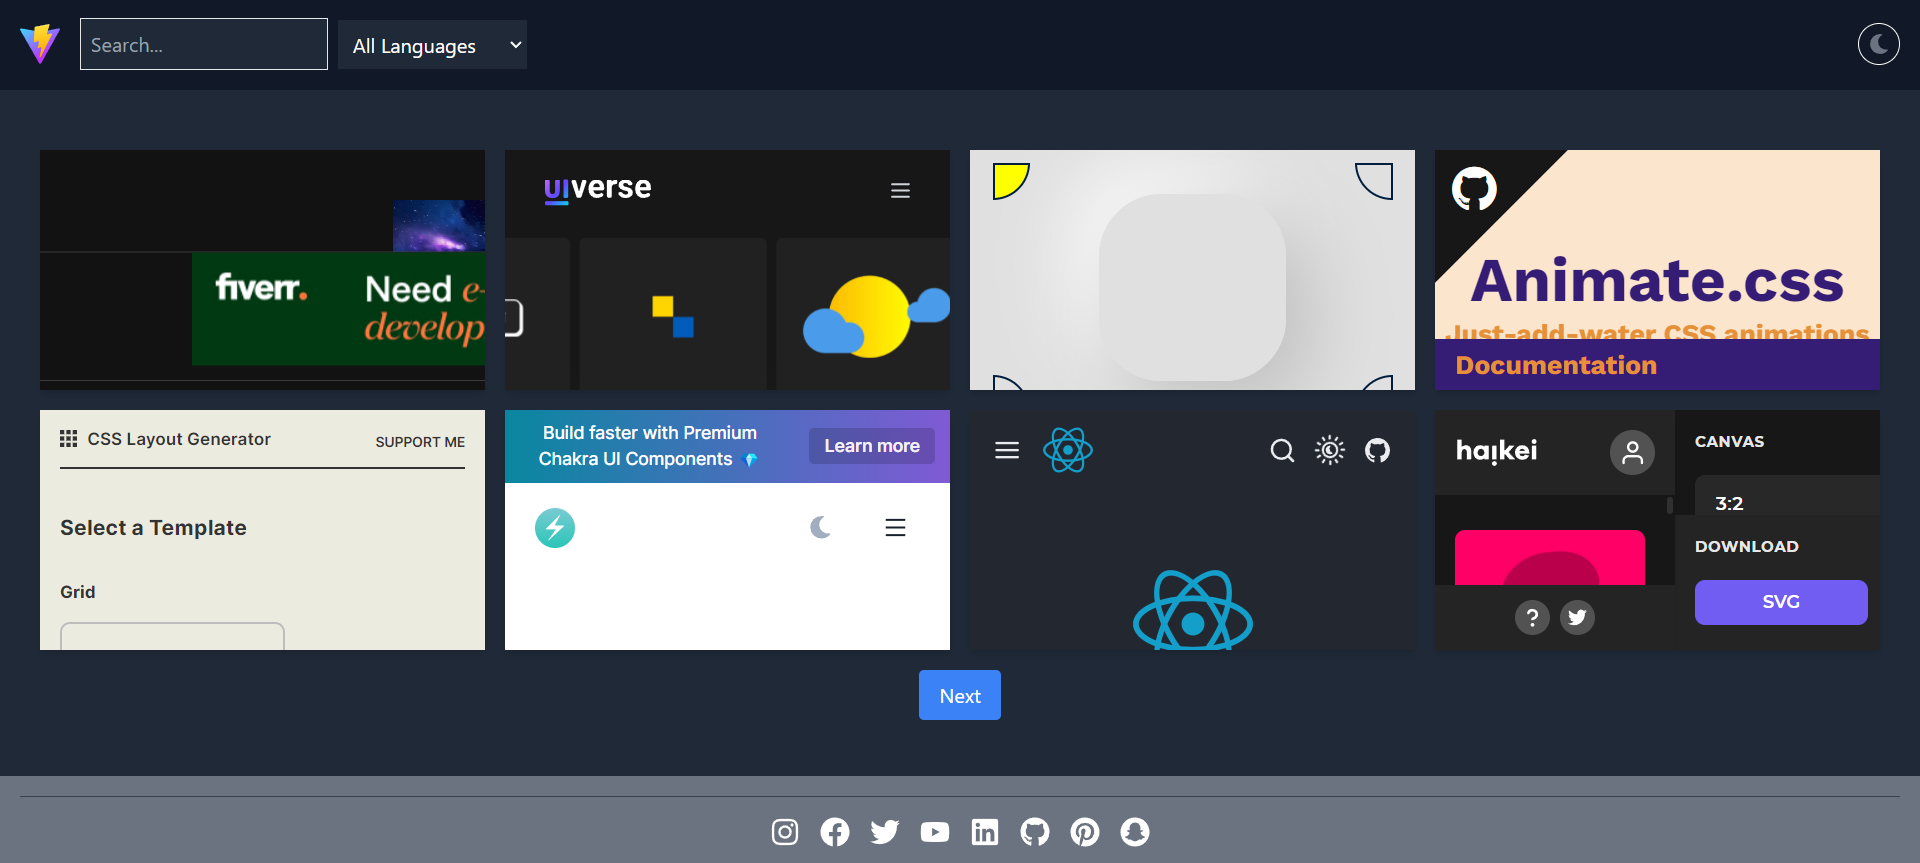 Search...
All Languages
fiverr.
Need e-
develop
uiverse
Animate.css
Just-add-water CSS animations
Documentation
CSS Layout Generator
SUPPORT ME
Select a Template
Grid
Build faster with Premium
Chakra UI Components
Learn more
haikei
CANVAS
3:2
DOWNLOAD
SVG
?
Next